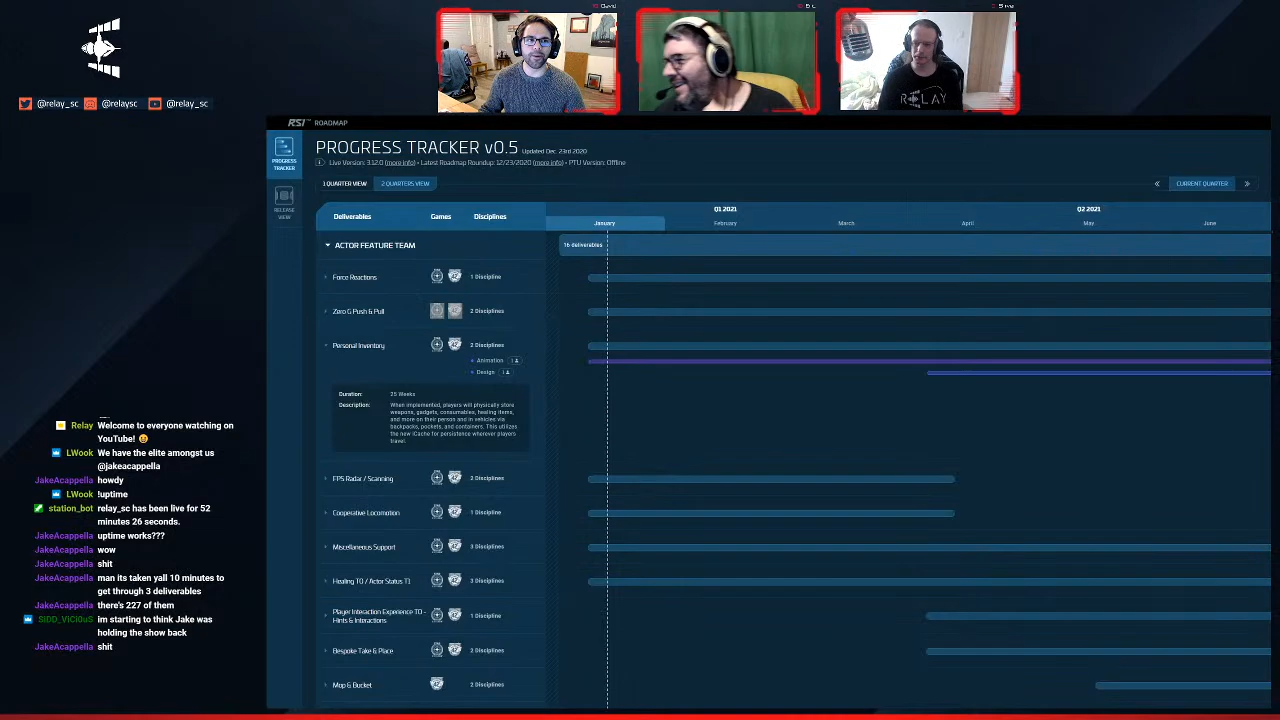 David
@relay_sc @relaysc @relay_sc
RELAY
RSI ROADMAP
PROGRESS TRACKER
RELEASE VIEW
PROGRESS TRACKER v0.5 Updated Dec. 23rd 2020
Live Version: 3.12.0 (more info) • Latest Roadmap Roundup: 12/23/2020 (more info) • PTU Version: Offline
1 QUARTER VIEW 2 QUARTERS VIEW « CURRENT QUARTER »
Deliverables Games Disciplines
Q1 2021 Q2 2021
January February March April May June
ACTOR FEATURE TEAM 16 deliverables
Force Reactions 1 Discipline
Zero G Push & Pull 2 Disciplines
Personal Inventory 2 Disciplines
Animation 1
Design 1
Duration: 25 Weeks
Description: When implemented, players will physically store
weapons, gadgets, consumables, healing items,
and more on their person and in vehicles via
backpacks, pockets, and containers. This utilizes
the new iCache for persistence wherever players
travel.
FPS Radar / Scanning 2 Disciplines
Cooperative Locomotion 1 Discipline
Miscellaneous Support 3 Disciplines
Healing T0 / Actor Status T1 3 Disciplines
Player Interaction Experience T0 -
Hints & Interactions 1 Discipline
Bespoke Take & Place 2 Disciplines
Mop & Bucket 2 Disciplines
Relay Welcome to everyone watching on
YouTube! 😀
LWook We have the elite amongst us
@jakeacappella
JakeAcappella howdy
LWook !uptime
station_bot relay_sc has been live for 52
minutes 26 seconds.
JakeAcappella uptime works???
JakeAcappella wow
JakeAcappella shit
JakeAcappella man its taken yall 10 minutes to
get through 3 deliverables
JakeAcappella there's 227 of them
SIDD_ViCi0uS im starting to think Jake was
holding the show back
JakeAcappella shit